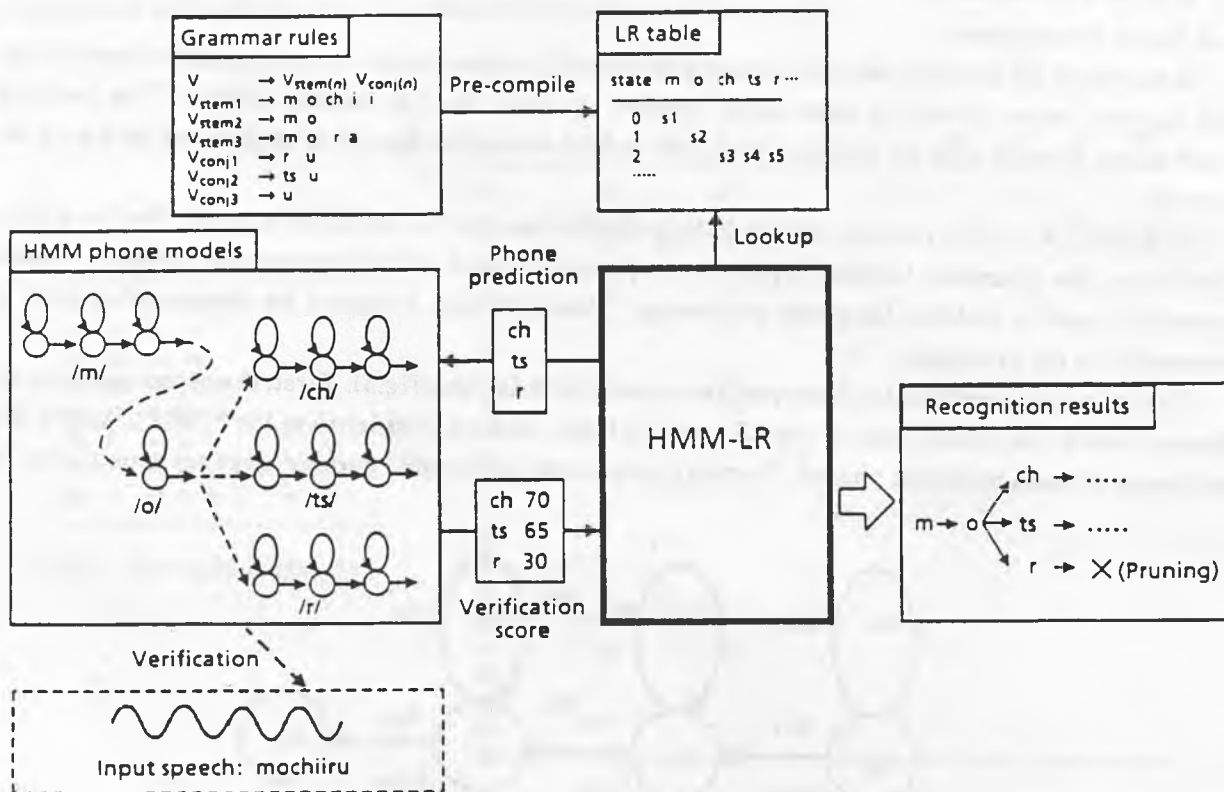 Grammar rules
V → Vstem(n) Vconj(n)
Vstem1 → m o ch i i
Vstem2 → m o
Vstem3 → m o r a
Vconj1 → r u
Vconj2 → ts u
Vconj3 → u
Pre-compile
LR table
state m o ch ts r ...
0 s1
1 s2
2 s3 s4 s5
.....
Lookup
HMM phone models
/m/
/o/
/ch/
/ts/
/r/
Phone
prediction
ch
ts
r
ch 70
ts 65
r 30
Verification
score
HMM-LR
Recognition results
ch → .....
m → o → ts → .....
r → X (Pruning)
Verification
Input speech: mochiiru